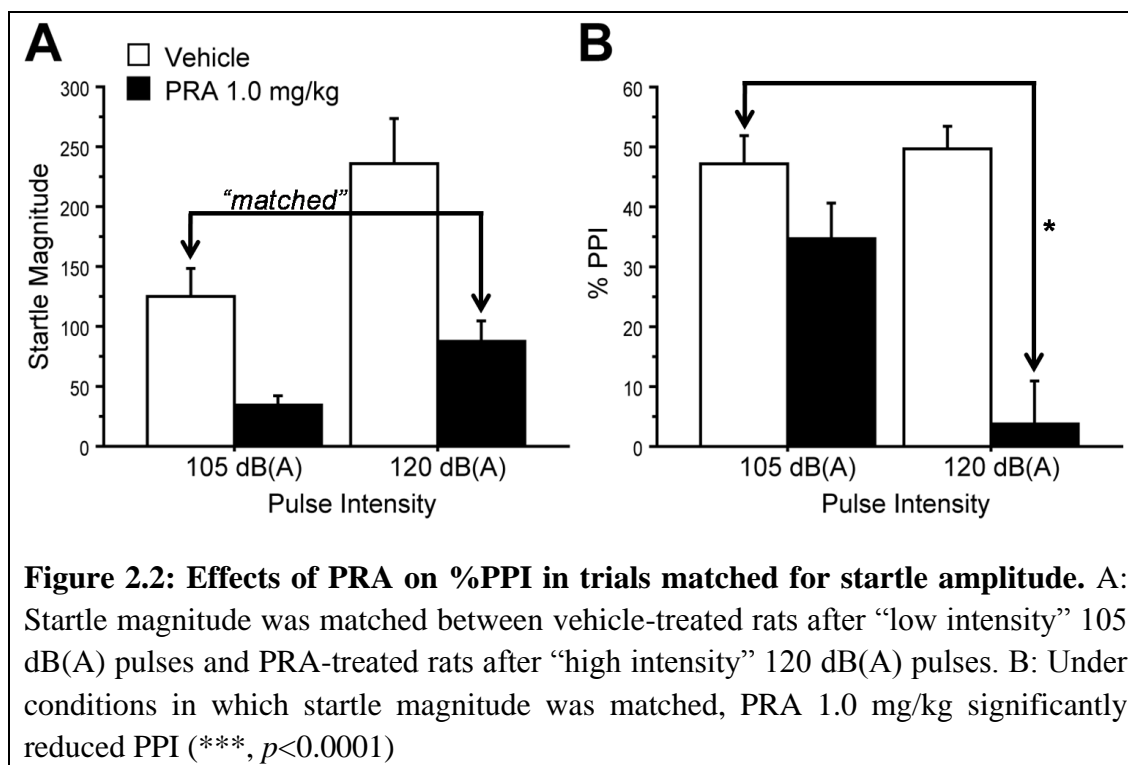 A
Vehicle
PRA 1.0 mg/kg
300
250
200
150
100
50
0
Startle Magnitude
"matched"
105 dB(A)
120 dB(A)
Pulse Intensity
B
60
50
40
30
20
10
0
% PPI
*
105 dB(A)
120 dB(A)
Pulse Intensity
Figure 2.2: Effects of PRA on %PPI in trials matched for startle amplitude. A:
Startle magnitude was matched between vehicle-treated rats after “low intensity” 105
dB(A) pulses and PRA-treated rats after “high intensity” 120 dB(A) pulses. B: Under
conditions in which startle magnitude was matched, PRA 1.0 mg/kg significantly
reduced PPI (***, p<0.0001)